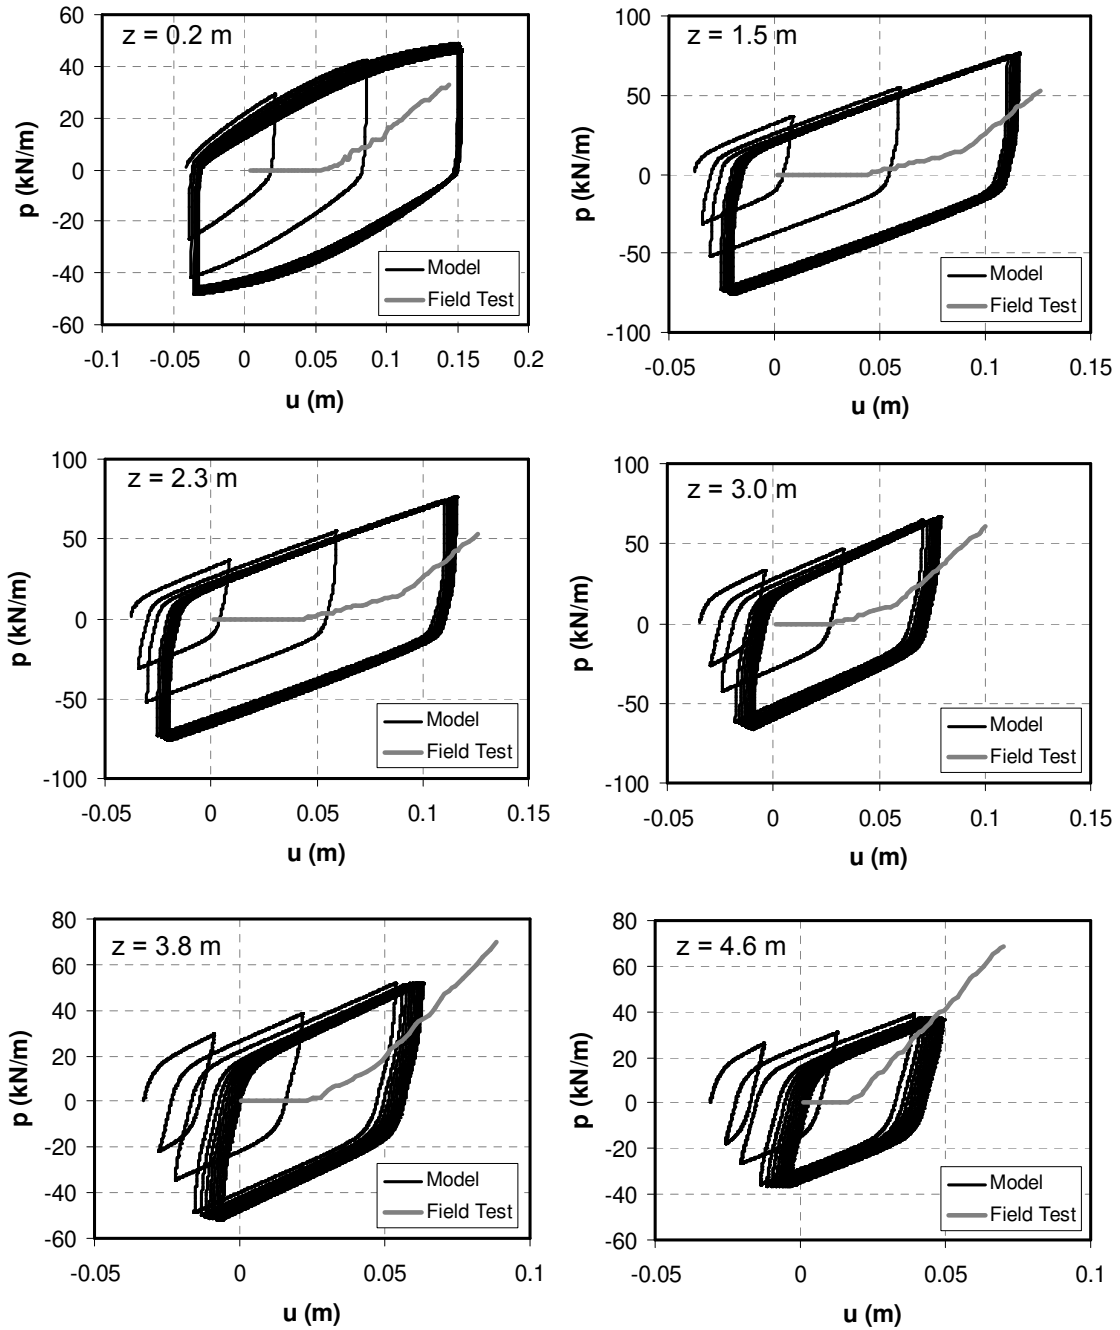 z = 0.2 m
60
40
20
0
-20
-40
-60
p (kN/m)
-0.1
-0.05
0
0.05
0.1
0.15
0.2
u (m)
Model
Field Test
z = 1.5 m
100
50
0
-50
-100
p (kN/m)
-0.05
0
0.05
0.1
0.15
u (m)
Model
Field Test
z = 2.3 m
100
50
0
-50
-100
p (kN/m)
-0.05
0
0.05
0.1
0.15
u (m)
Model
Field Test
z = 3.0 m
100
50
0
-50
-100
p (kN/m)
-0.05
0
0.05
0.1
0.15
u (m)
Model
Field Test
z = 3.8 m
80
60
40
20
0
-20
-40
-60
p (kN/m)
-0.05
0
0.05
0.1
u (m)
Model
Field Test
z = 4.6 m
80
60
40
20
0
-20
-40
-60
p (kN/m)
-0.05
0
0.05
0.1
u (m)
Model
Field Test